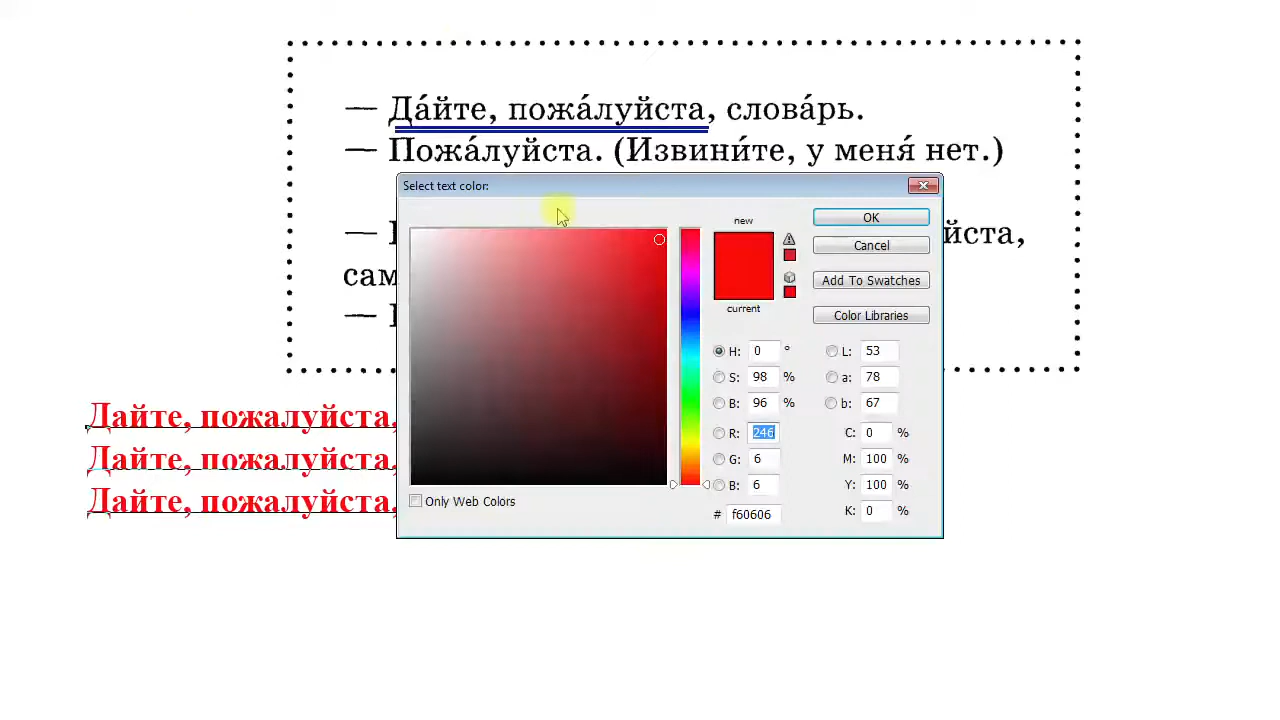 — Да́йте, пожа́луйста, слова́рь.
— Пожа́луйста. (Извини́те, у меня́ нет.)
Select text color:
—
йста,
сам
—
new
current
OK
Cancel
Add To Swatches
Color Libraries
H: 0 °
S: 98 %
B: 96 %
R: 246
G: 6
B: 6
# f60606
L: 53
a: 78
b: 67
C: 0 %
M: 100 %
Y: 100 %
K: 0 %
Only Web Colors
Дайте, пожалуйста,
Дайте, пожалуйста,
Дайте, пожалуйста,